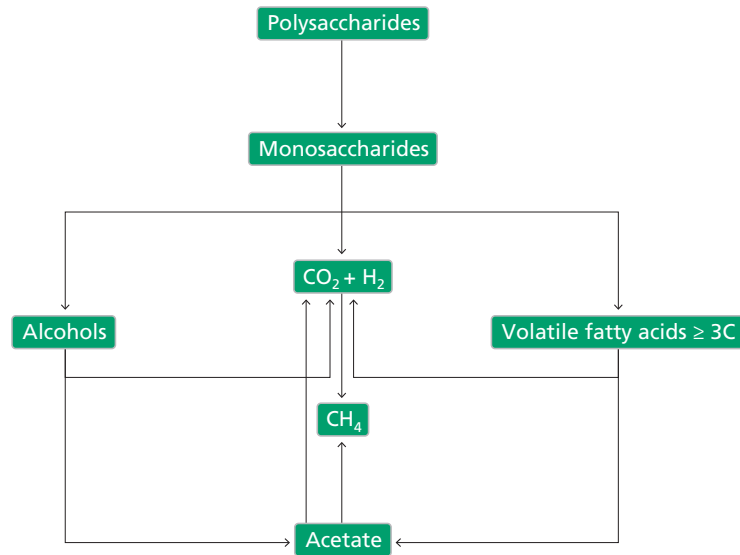 Polysaccharides
Monosaccharides
CO₂ + H₂
Alcohols
Volatile fatty acids ≥ 3C
CH₄
Acetate